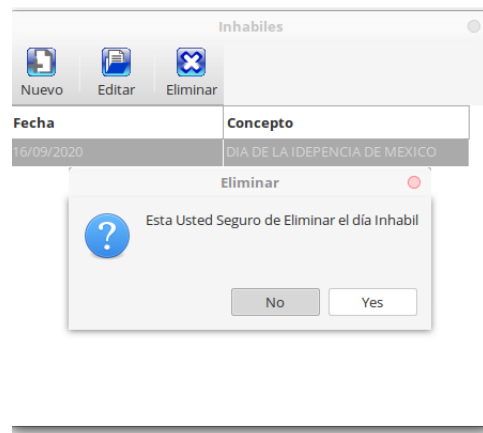 Inhabiles
Nuevo Editar Eliminar
Fecha Concepto
16/09/2020 DIA DE LA IDEPENCIA DE MEXICO
Eliminar
?
Esta Usted Seguro de Eliminar el día Inhabil
No Yes